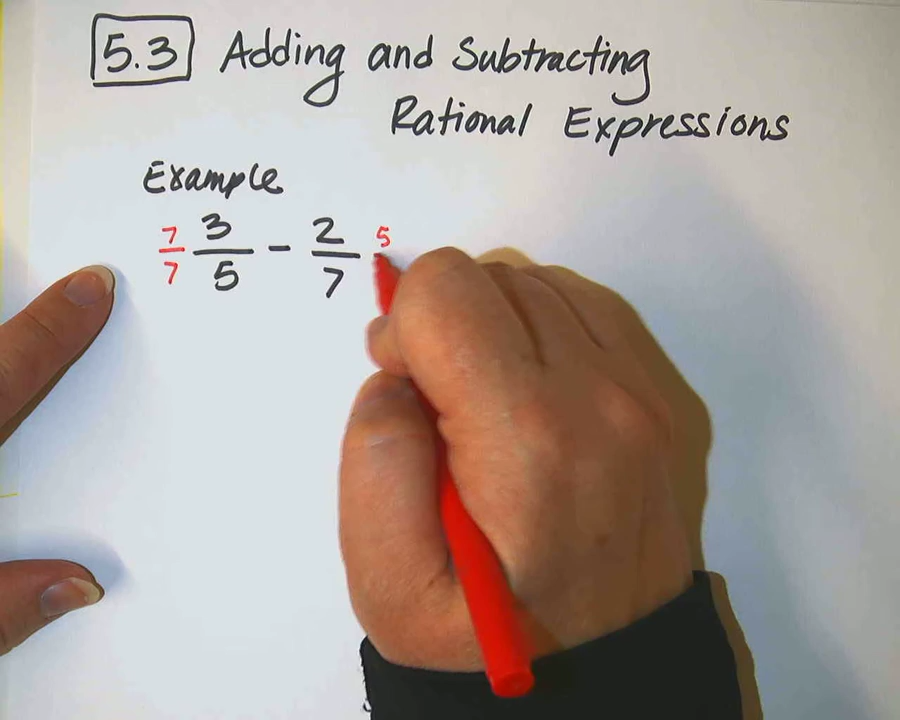 5.3 Adding and Subtracting
Rational Expressions
Example
7/7 3/5 - 2/7 5